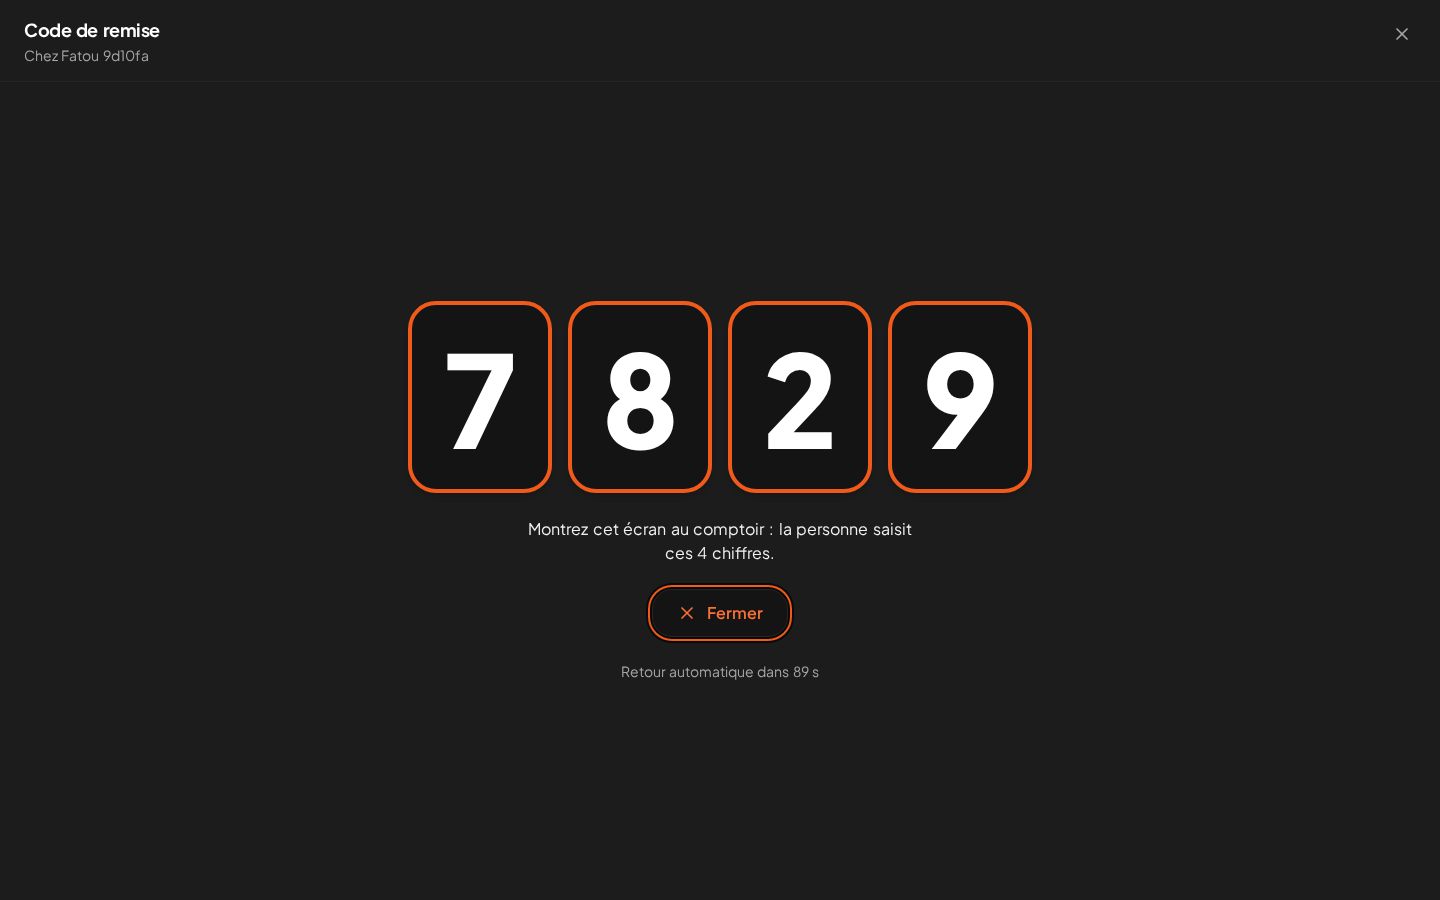 Code de remise
Chez Fatou 9d10fa
7 8 2 9
Montrez cet écran au comptoir : la personne saisit
ces 4 chiffres.
Fermer
Retour automatique dans 89 s